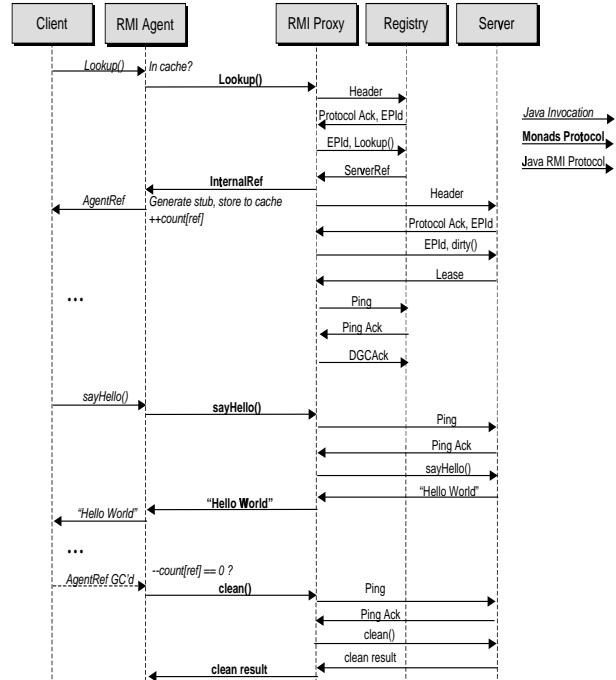 Client
RMI Agent
RMI Proxy
Registry
Server
Lookup()
In cache?
Lookup()
Header
Java Invocation
Protocol Ack, EPId
Monads Protocol
EPId, Lookup()
Java RMI Protocol
ServerRef
InternalRef
Header
AgentRef
Generate stub, store to cache
++count[ref]
Protocol Ack, EPId
EPId, dirty()
Lease
...
Ping
Ping Ack
DGCAck
sayHello()
sayHello()
Ping
Ping Ack
sayHello()
"Hello World"
"Hello World"
"Hello World"
...
AgentRef GC'd
--count[ref] == 0 ?
clean()
Ping
Ping Ack
clean()
clean result
clean result